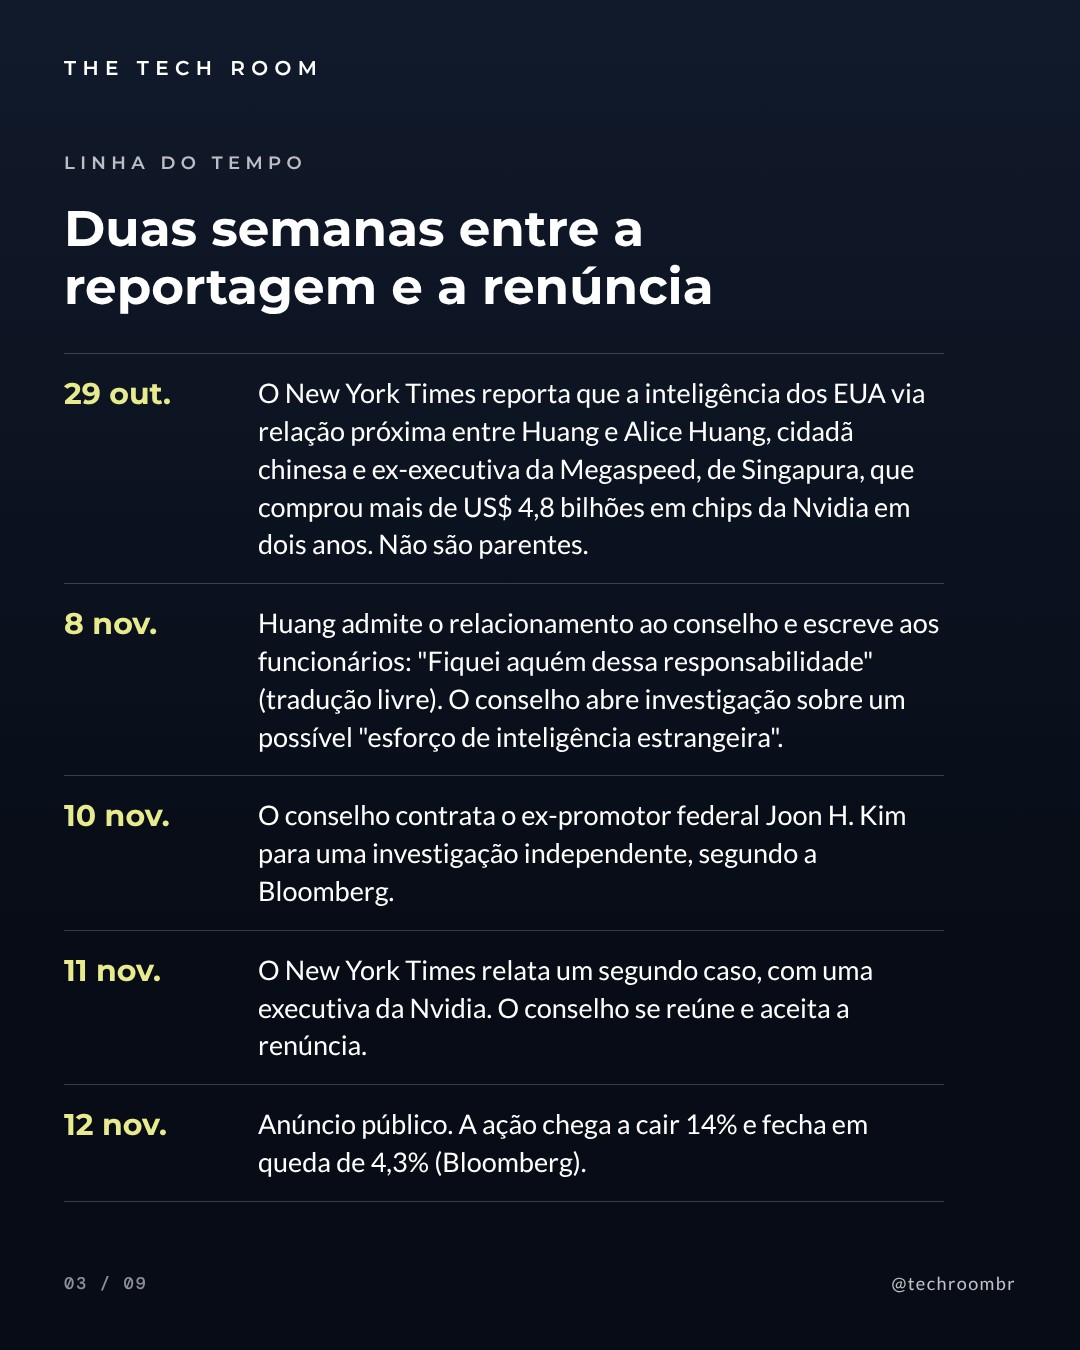 THE TECH ROOM
LINHA DO TEMPO
Duas semanas entre a
reportagem e a renúncia
29 out.
O New York Times reporta que a inteligência dos EUA via
relação próxima entre Huang e Alice Huang, cidadã
chinesa e ex-executiva da Megaspeed, de Singapura, que
comprou mais de US$ 4,8 bilhões em chips da Nvidia em
dois anos. Não são parentes.
8 nov.
Huang admite o relacionamento ao conselho e escreve aos
funcionários: "Fiquei aquém dessa responsabilidade"
(tradução livre). O conselho abre investigação sobre um
possível "esforço de inteligência estrangeira".
10 nov.
O conselho contrata o ex-promotor federal Joon H. Kim
para uma investigação independente, segundo a
Bloomberg.
11 nov.
O New York Times relata um segundo caso, com uma
executiva da Nvidia. O conselho se reúne e aceita a
renúncia.
12 nov.
Anúncio público. A ação chega a cair 14% e fecha em
queda de 4,3% (Bloomberg).
03 / 09
@techroombr